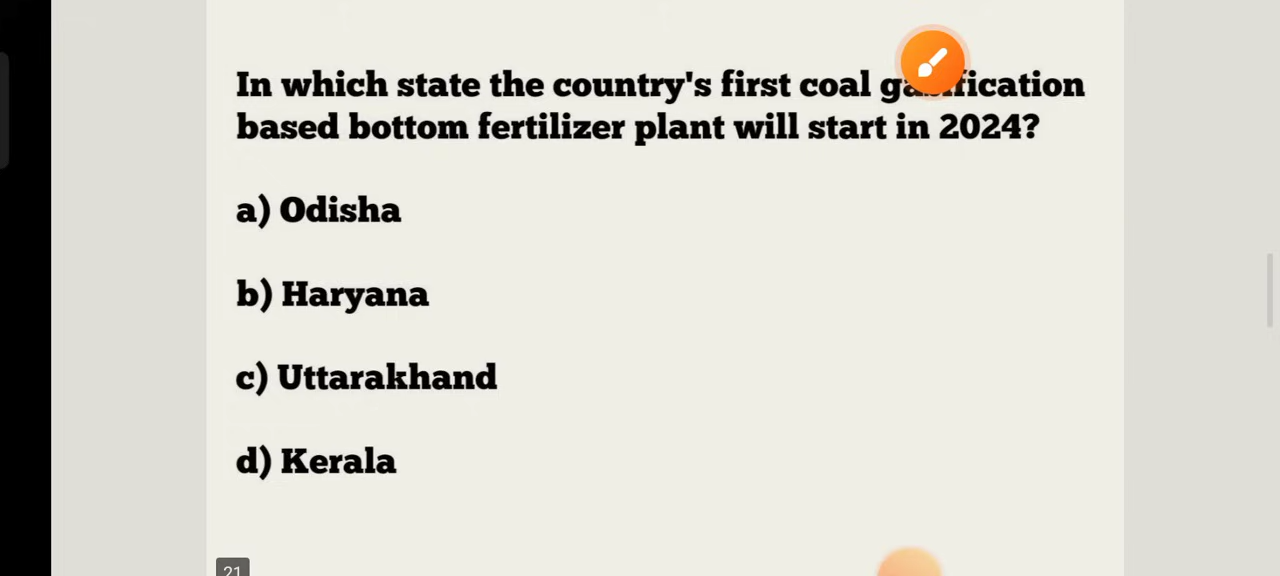 In which state the country's first coal
based bottom fertilizer plant will start in 2024?
a) Odisha
b) Haryana
c) Uttarakhand
d) Kerala
21